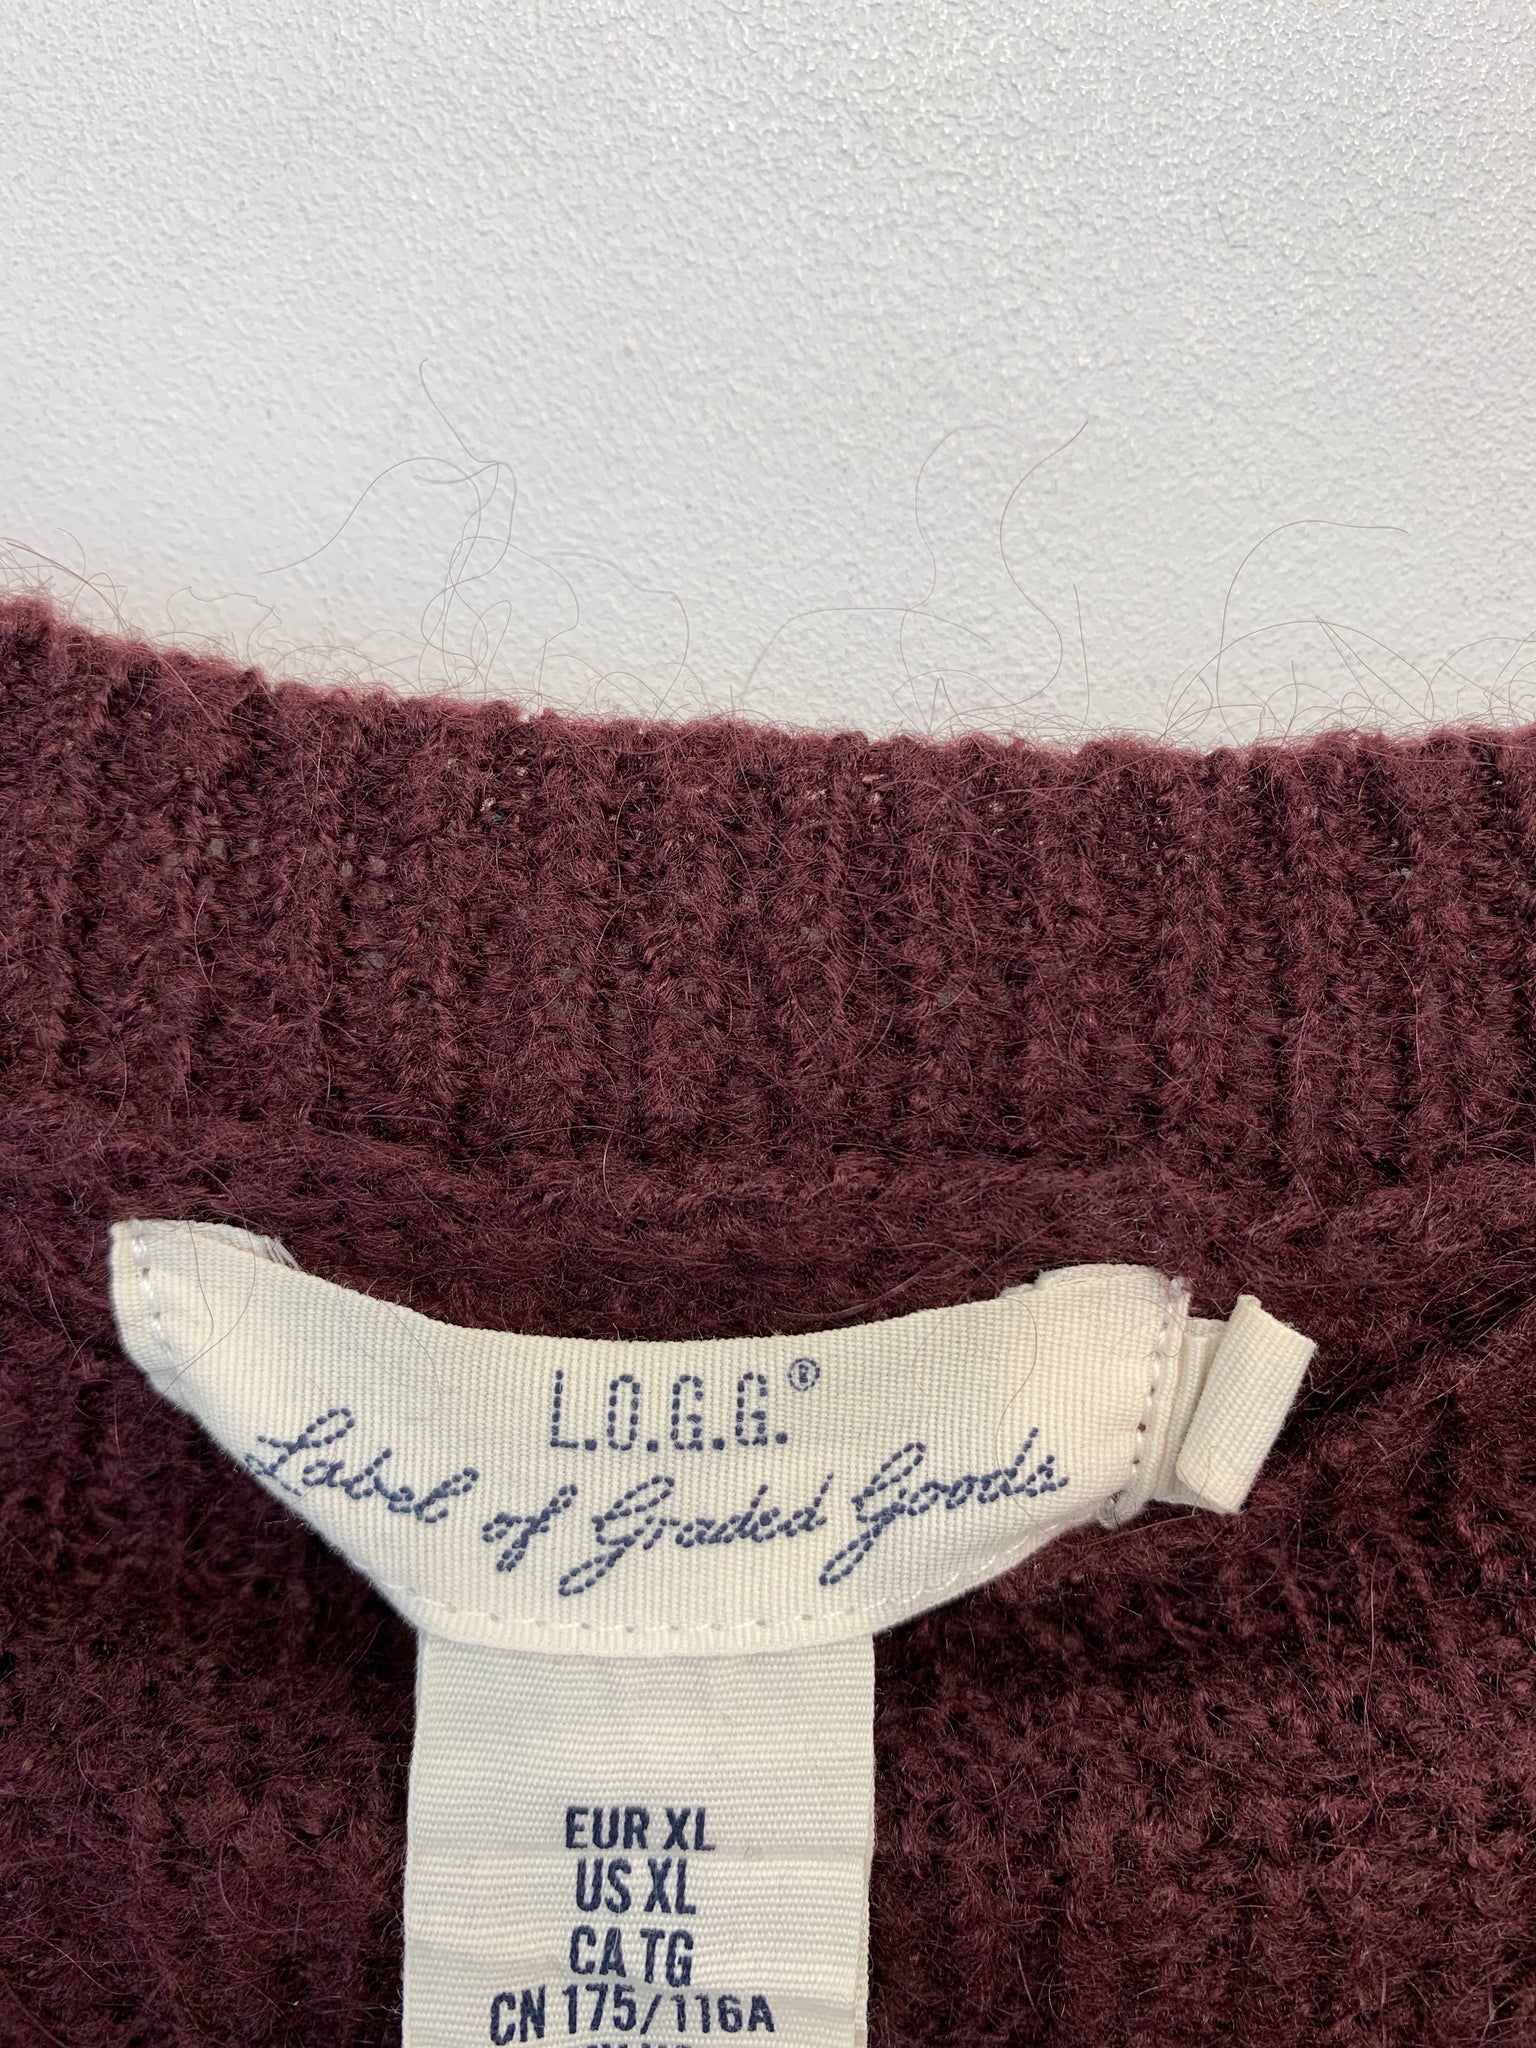 L.O.G.G.®
Label of Graded Goods
EUR XL
US XL
CA TG
CN 175/116A